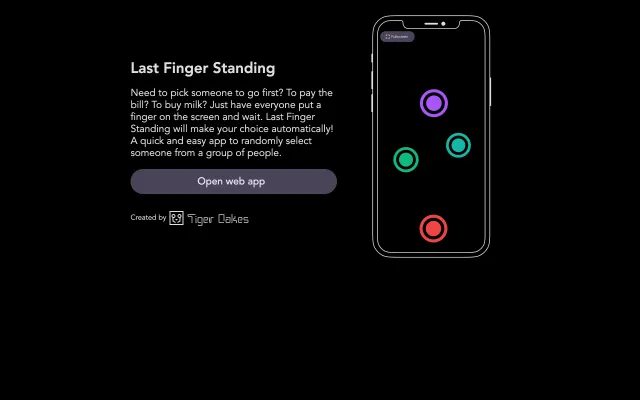 Last Finger Standing
Need to pick someone to go first? To pay the
bill? To buy milk? Just have everyone put a
finger on the screen and wait. Last Finger
Standing will make your choice automatically!
A quick and easy app to randomly select
someone from a group of people.
Open web app
Created by Tiger Oakes
Fullscreen